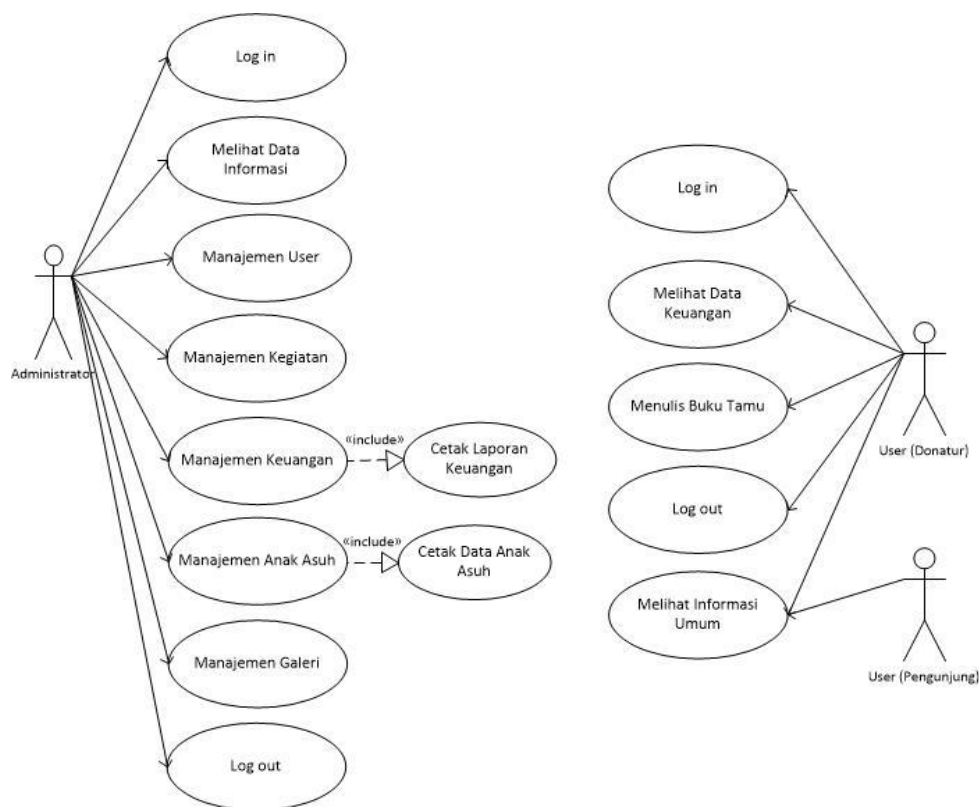 Log in
Melihat Data
Informasi
Manajemen User
Administrator
Manajemen Kegiatan
Manajemen Keuangan
«include»
Cetak Laporan
Keuangan
Manajemen Anak Asuh
«include»
Cetak Data Anak
Asuh
Manajemen Galeri
Log out
Log in
Melihat Data
Keuangan
Menulis Buku Tamu
User (Donatur)
Log out
Melihat Informasi
Umum
User (Pengunjung)